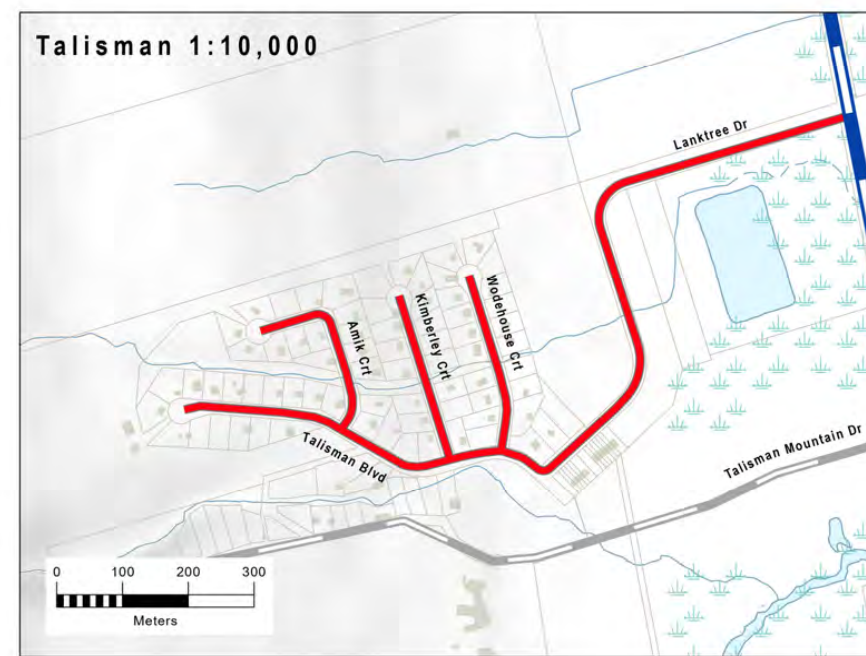 Talisman 1:10,000
Lanktree Dr
Wodehouse Crt
Kimberley Crt
Amik Crt
Talisman Blvd
Talisman Mountain Dr
0 100 200 300
Meters